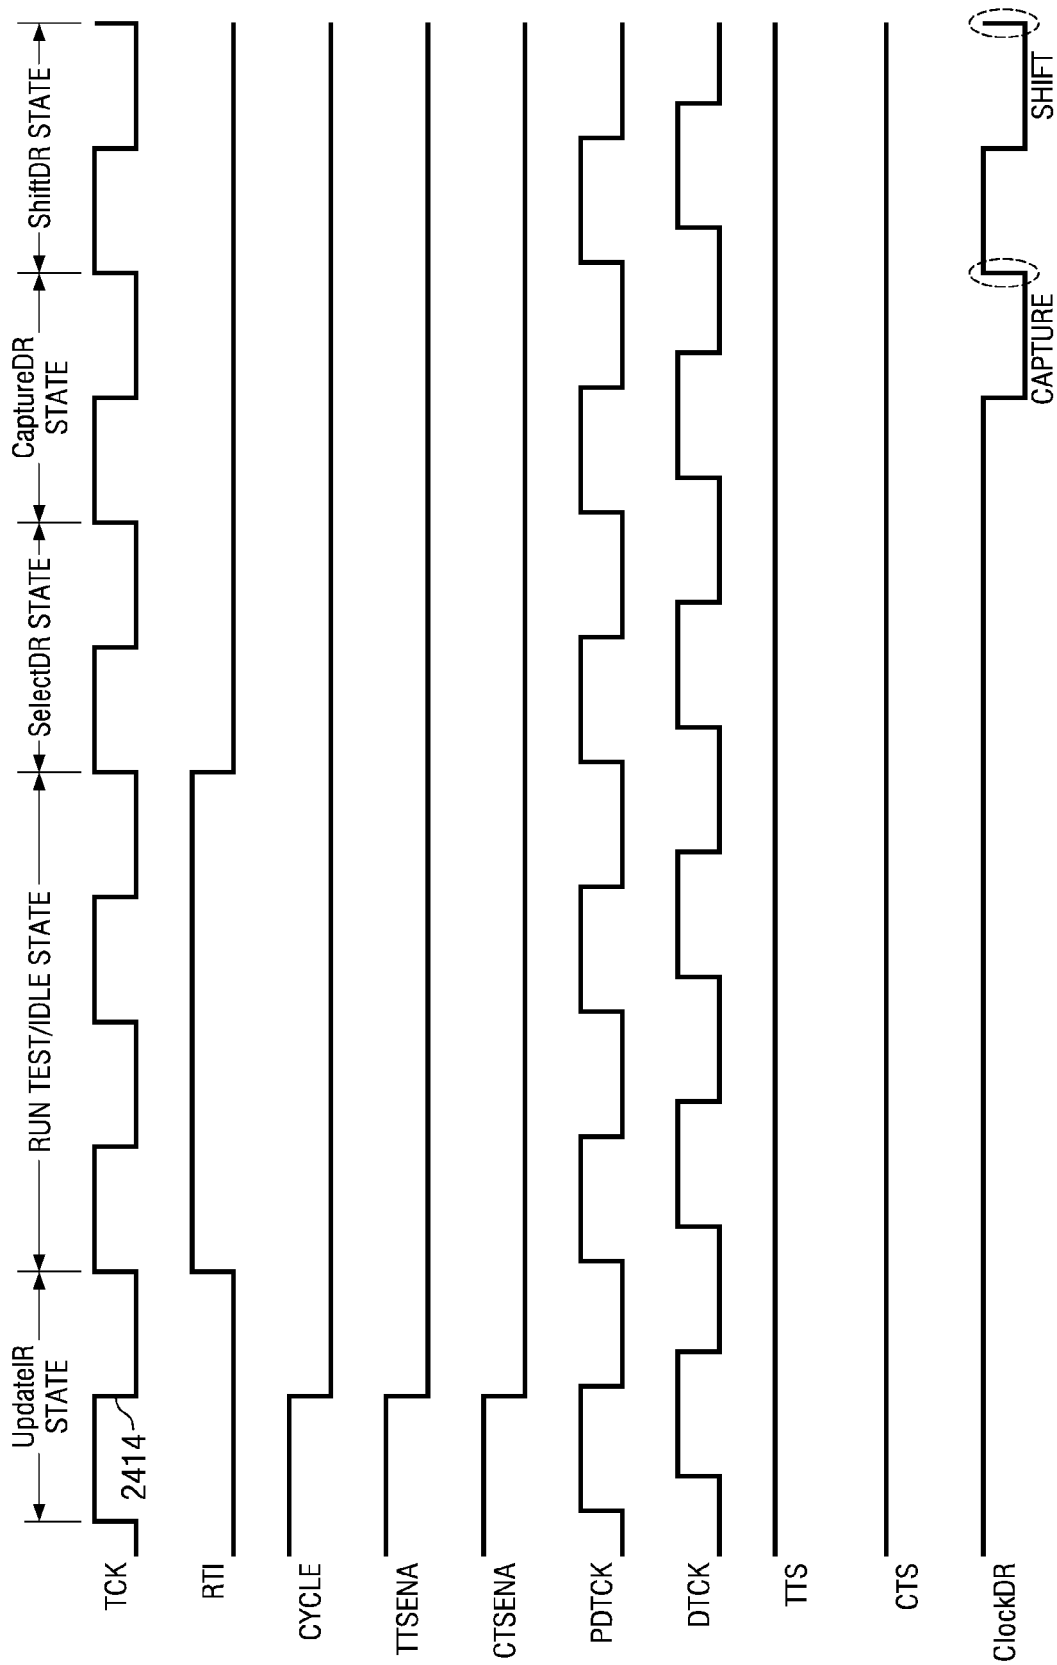 UpdateIR
STATE
RUN TEST/IDLE STATE
SelectDR STATE
CaptureDR
STATE
ShiftDR STATE
TCK
2414
RTI
CYCLE
TTSENA
CTSENA
PDTCK
DTCK
TTS
CTS
ClockDR
CAPTURE
SHIFT